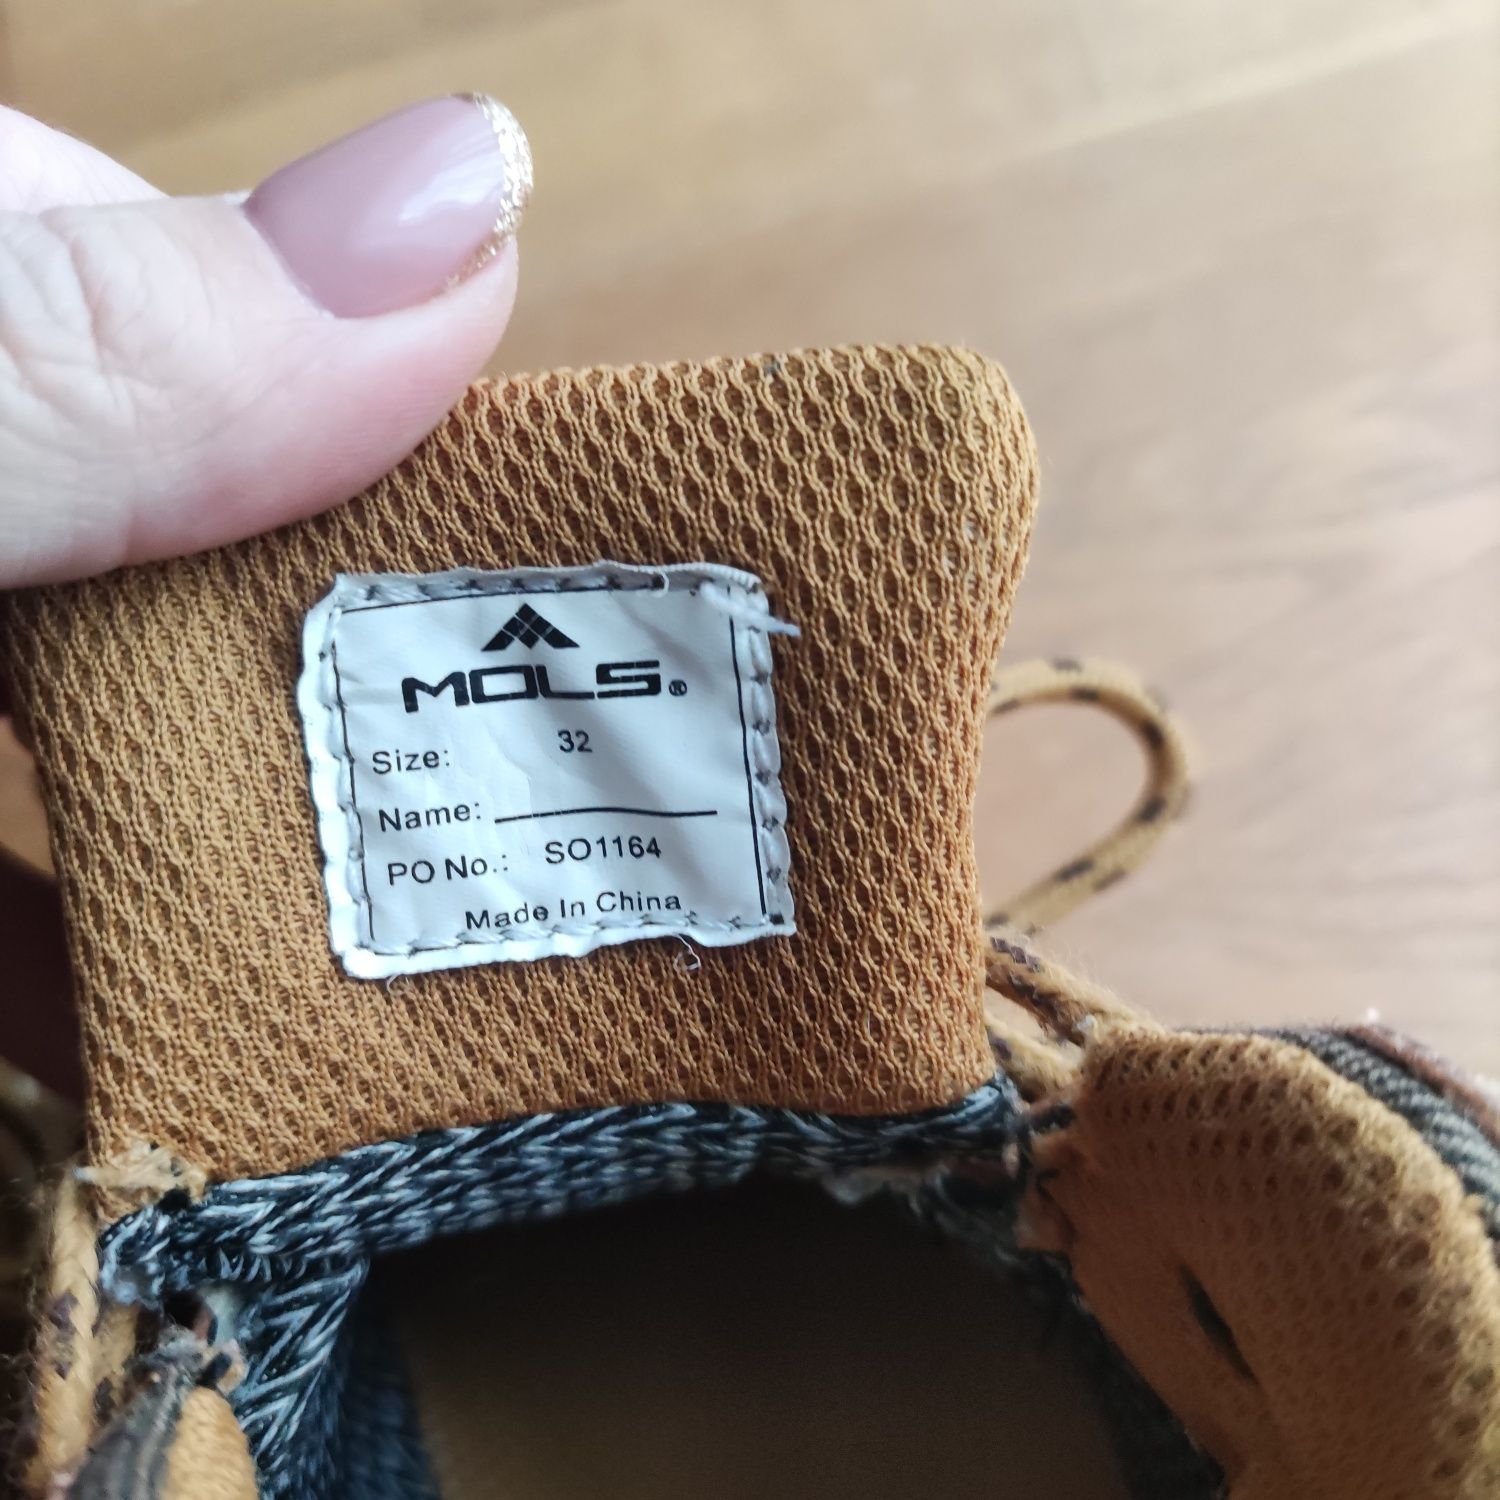 MOLS®
Size: 32
Name:
PO No.: SO1164
Made In China